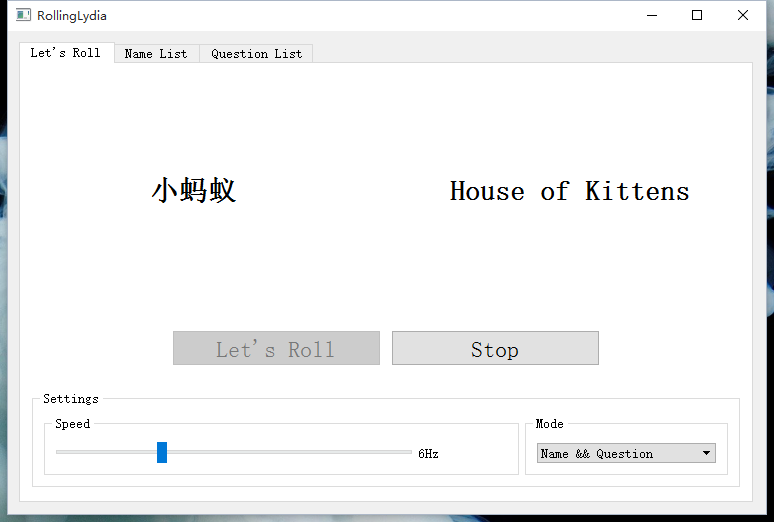 RollingLydia
Let's Roll
Name List
Question List
小蚂蚁
House of Kittens
Let's Roll
Stop
Settings
Speed
6Hz
Mode
Name && Question